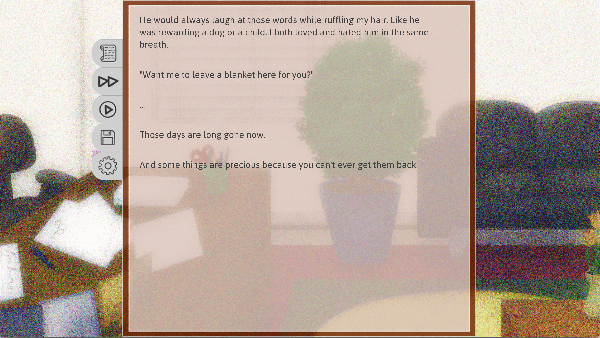 He would always laugh at those words while ruffling my hair. Like he
was rewarding a dog or a child. I both loved and hated him in the same
breath.
"Want me to leave a blanket here for you?"
...
Those days are long gone now.
And some things are precious because you can't ever get them back